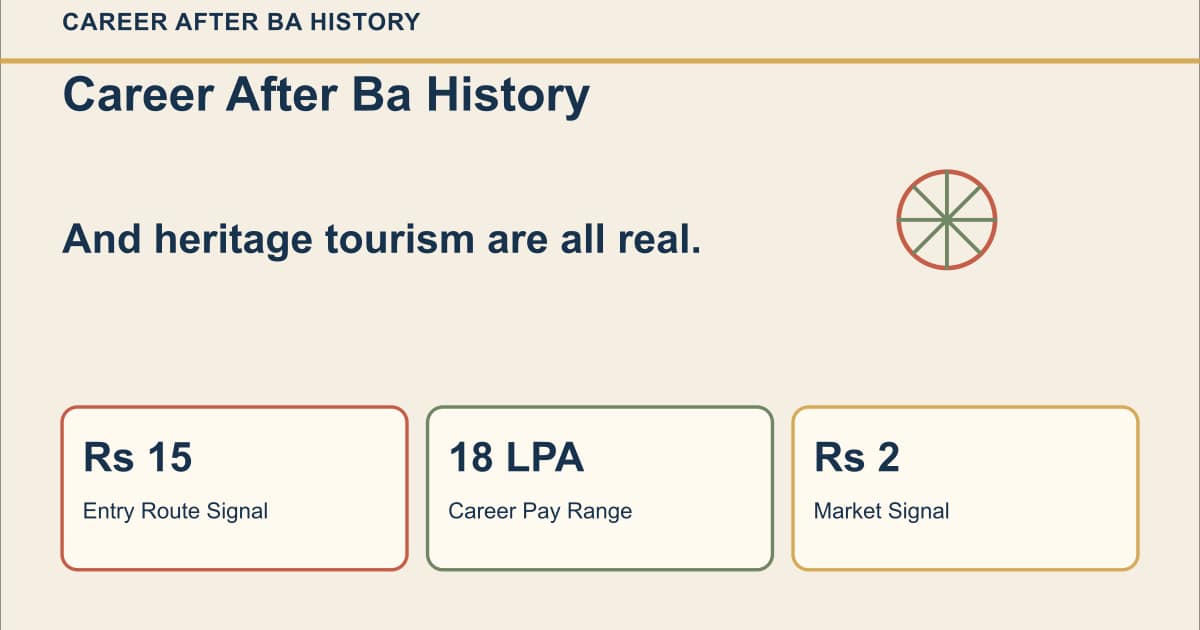 CAREER AFTER BA HISTORY
Career After Ba History
And heritage tourism are all real.
Rs 15
Entry Route Signal
18 LPA
Career Pay Range
Rs 2
Market Signal